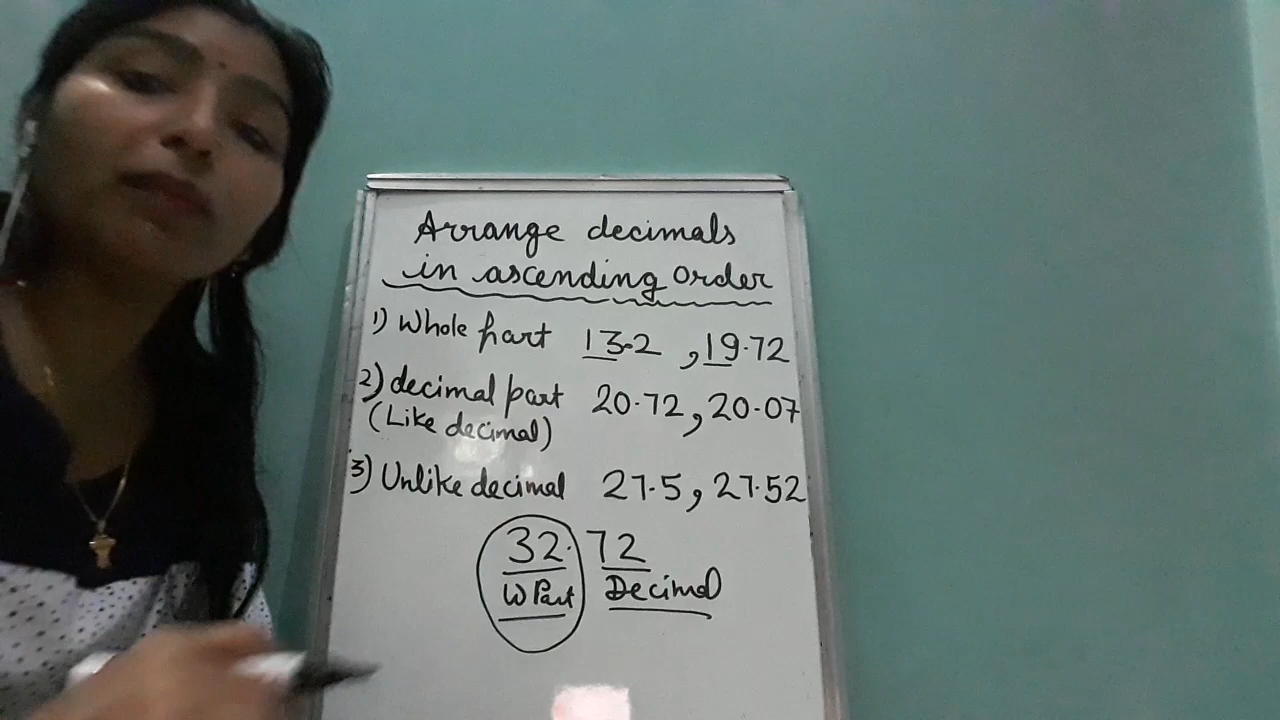 Arrange decimals
in ascending order
1) Whole part 13.2 , 19.72
2) decimal part 20.72, 20.07
(Like decimal)
3) Unlike decimal 27.5, 27.52
32.72
W Part Decimal